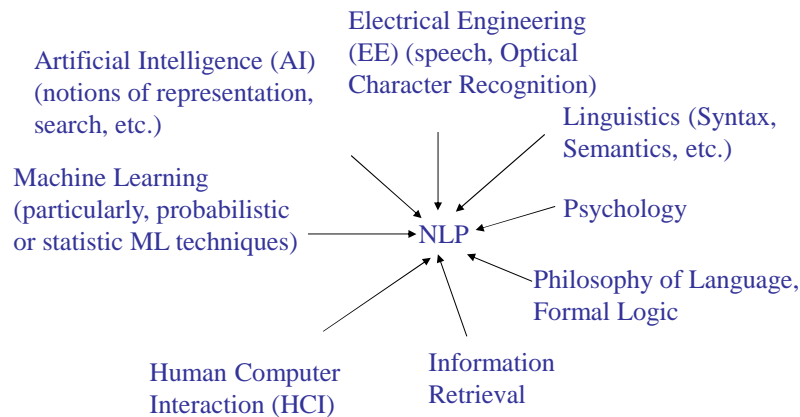 Electrical Engineering
(EE) (speech, Optical
Character Recognition)
Artificial Intelligence (AI)
(notions of representation,
search, etc.)
Linguistics (Syntax,
Semantics, etc.)
Machine Learning
(particularly, probabilistic
or statistic ML techniques)
Psychology
NLP
Philosophy of Language,
Formal Logic
Human Computer
Interaction (HCI)
Information
Retrieval